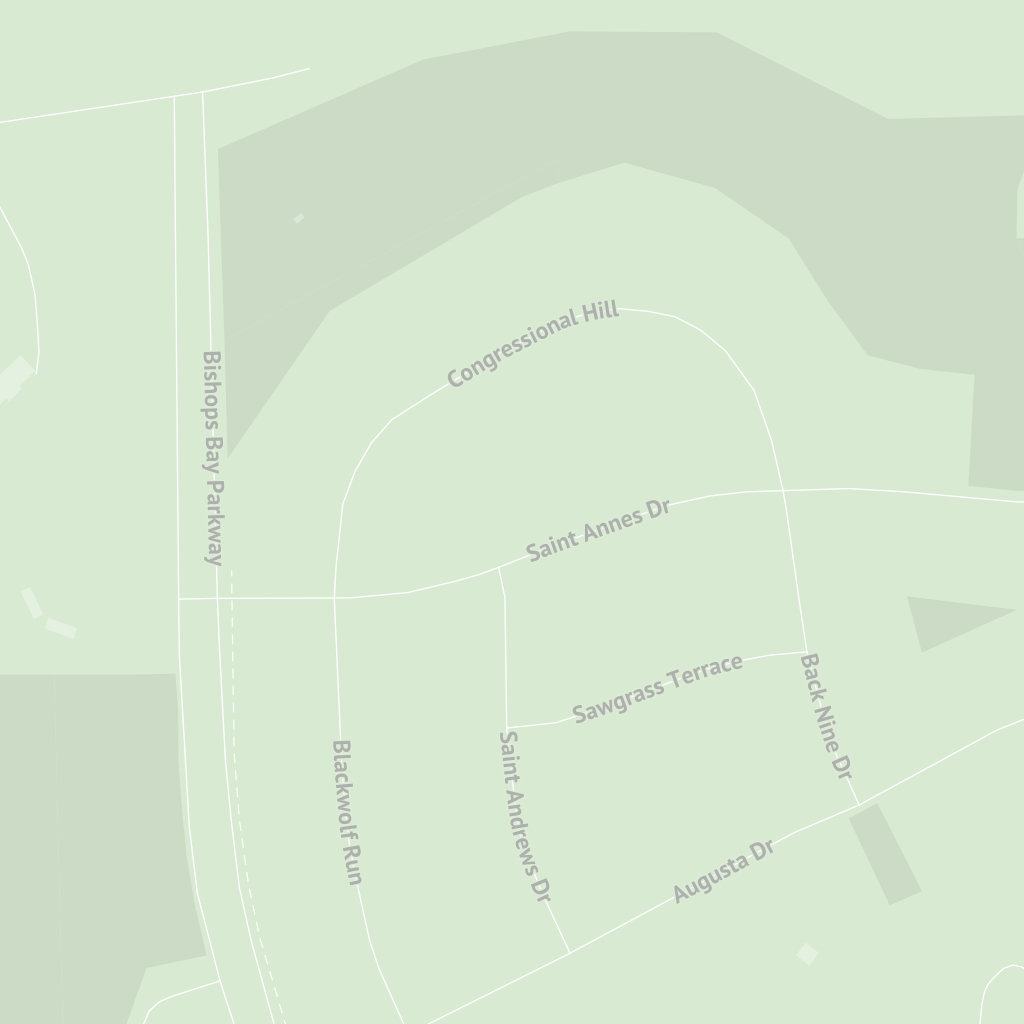 Congressional Hill
Bishops Bay Parkway
Saint Annes Dr
Sawgrass Terrace
Back Nine Dr
Blackwolf Run
Saint Andrews Dr
Augusta Dr